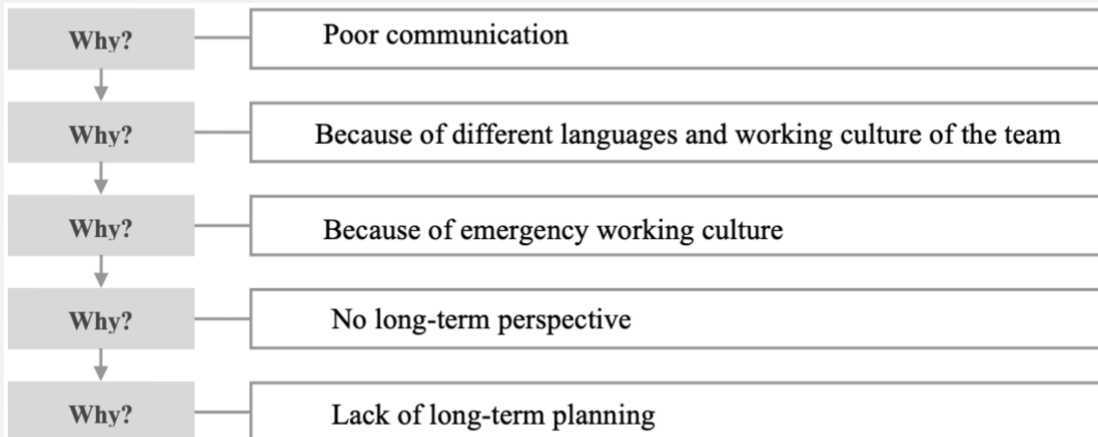 Why?
Poor communication
Why?
Because of different languages and working culture of the team
Why?
Because of emergency working culture
Why?
No long-term perspective
Why?
Lack of long-term planning